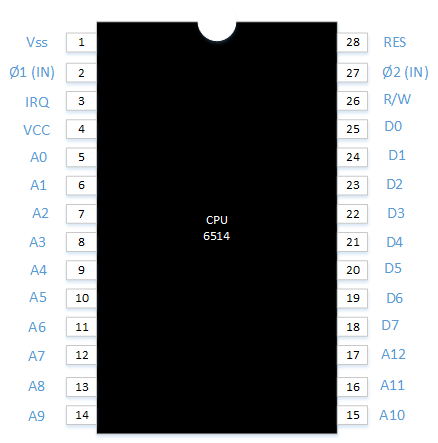 Vss 1 28 RES
Ø1 (IN) 2 27 Ø2 (IN)
IRQ 3 26 R/W
VCC 4 25 D0
A0 5 24 D1
A1 6 23 D2
A2 7 22 D3
CPU
6514
A3 8 21 D4
A4 9 20 D5
A5 10 19 D6
A6 11 18 D7
A7 12 17 A12
A8 13 16 A11
A9 14 15 A10